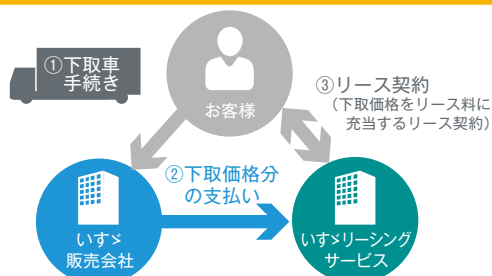 ①下取車
手続き
お客様
③リース契約
（下取価格をリース料に
充当するリース契約）
②下取価格分
の支払い
いすゞ
販売会社
いすゞリーシング
サービス